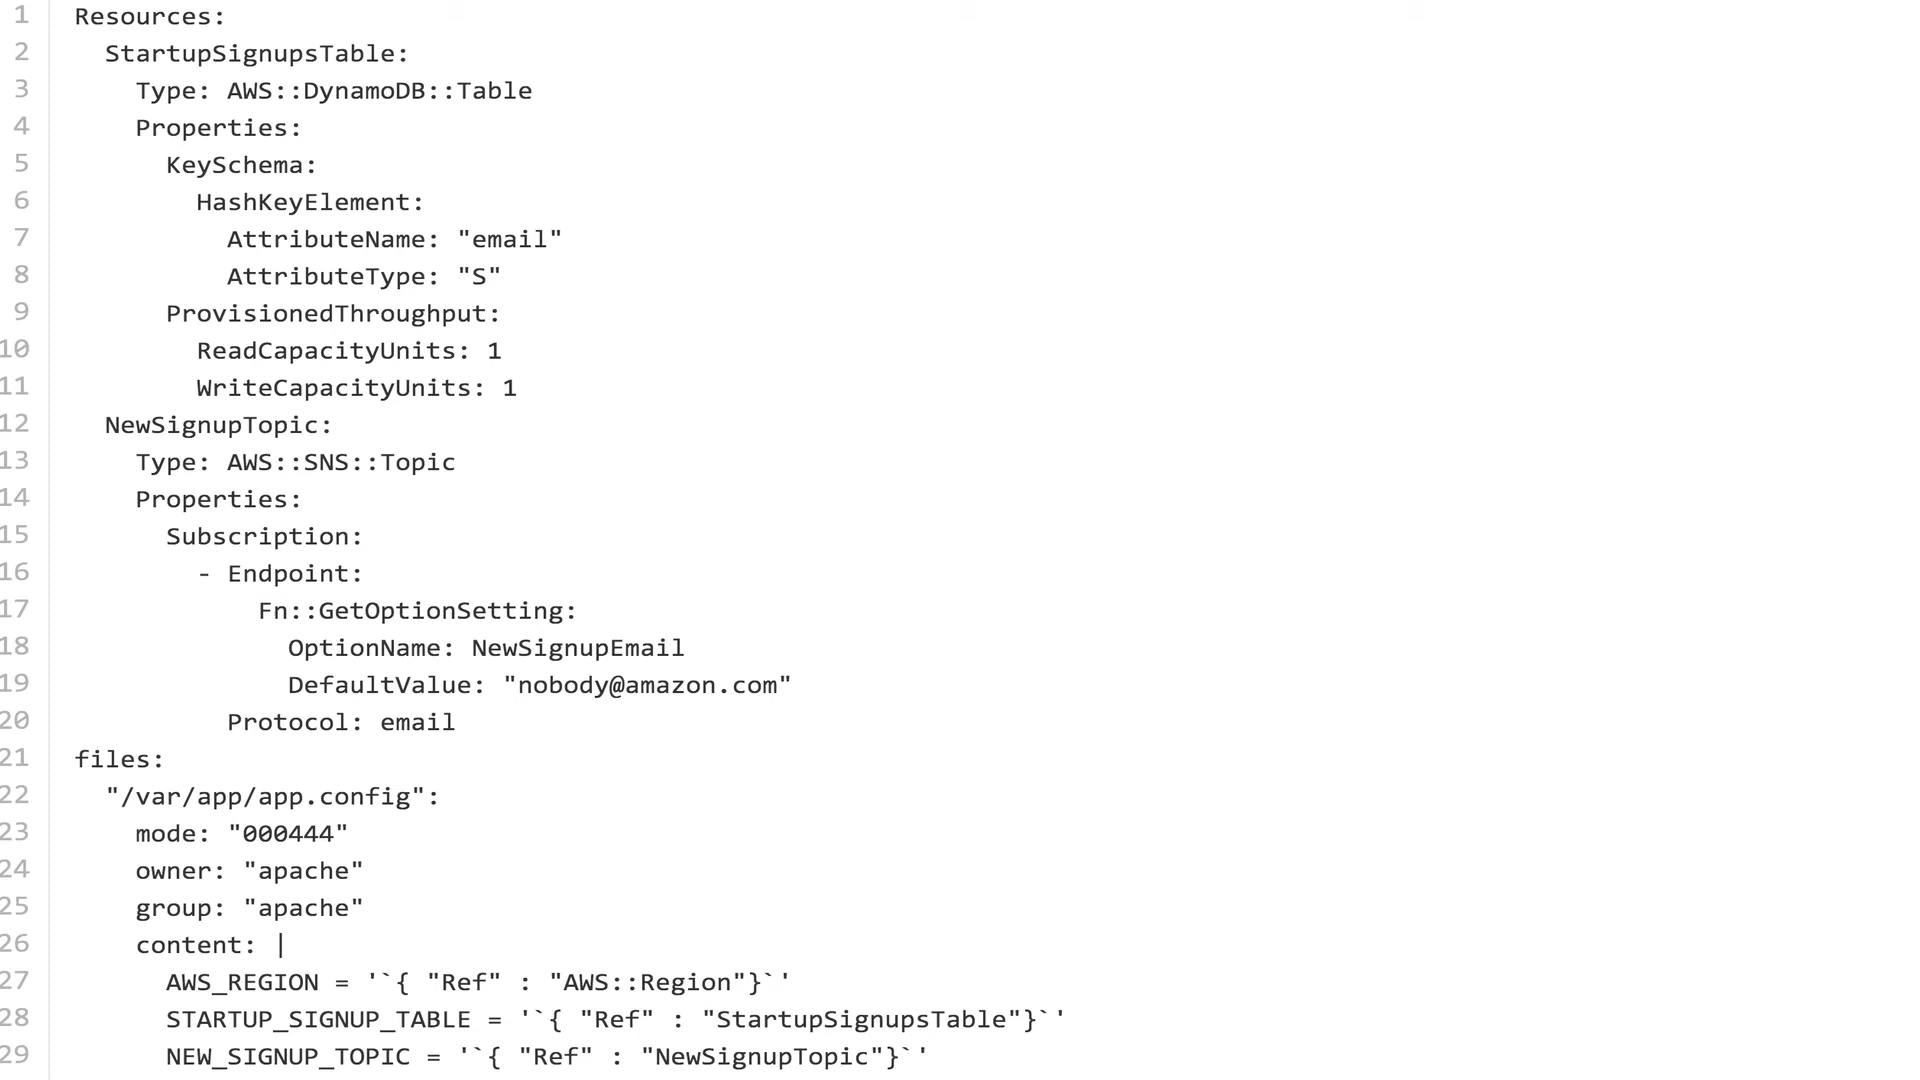 1 Resources:
2   StartupSignupsTable:
3     Type: AWS::DynamoDB::Table
4     Properties:
5       KeySchema:
6         HashKeyElement:
7           AttributeName: "email"
8           AttributeType: "S"
9       ProvisionedThroughput:
10         ReadCapacityUnits: 1
11         WriteCapacityUnits: 1
12   NewSignupTopic:
13     Type: AWS::SNS::Topic
14     Properties:
15       Subscription:
16         - Endpoint:
17             Fn::GetOptionSetting:
18               OptionName: NewSignupEmail
19               DefaultValue: "nobody@amazon.com"
20           Protocol: email
21 files:
22   "/var/app/app.config":
23     mode: "000444"
24     owner: "apache"
25     group: "apache"
26     content: |
27       AWS_REGION = '`{ "Ref" : "AWS::Region"}`'
28       STARTUP_SIGNUP_TABLE = '`{ "Ref" : "StartupSignupsTable"}`'
29       NEW_SIGNUP_TOPIC = '`{ "Ref" : "NewSignupTopic"}`'